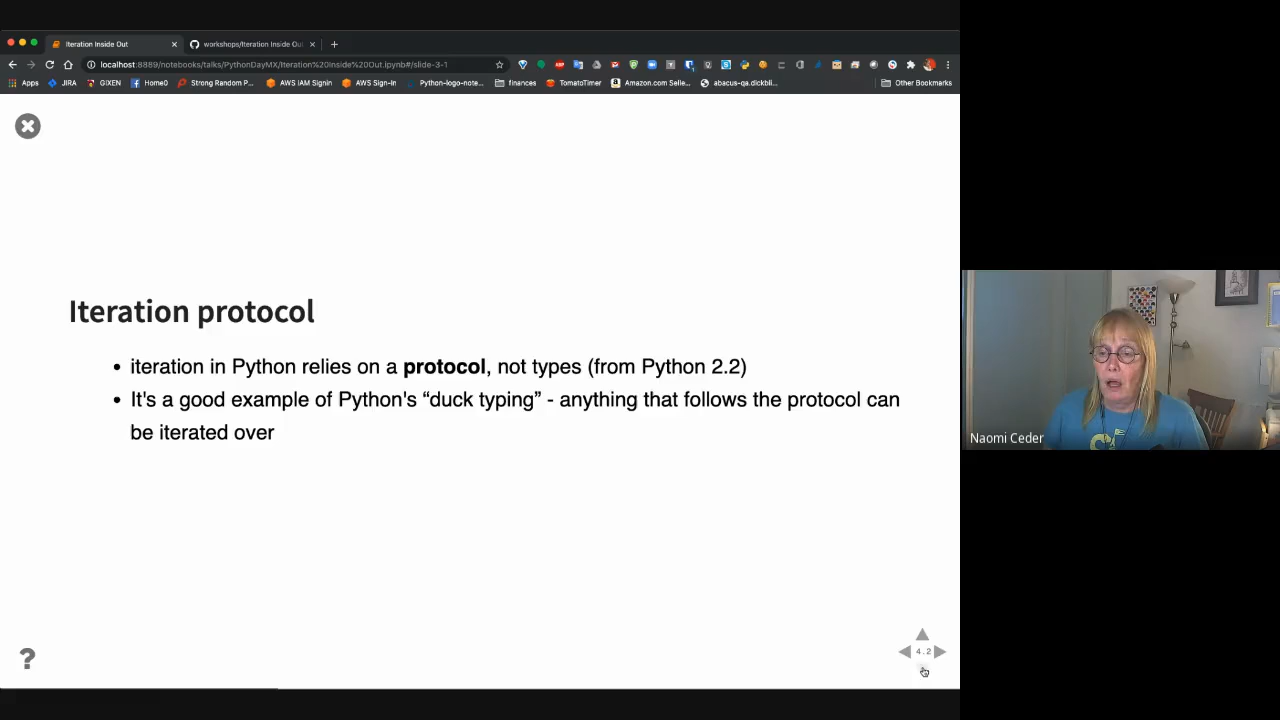 Iteration Inside Out
workshops/Iteration Inside Out
localhost:8889/notebooks/talks/PythonDayMX/Iteration%20Inside%20Out.ipynb#/slide-3-1
Apps JIRA GIXEN Home0 Strong Random P... AWS IAM Signin AWS Sign-In Python-logo-note... finances TomatoTimer Amazon.com Selle... abacus-qa.dickbli... Other Bookmarks
Iteration protocol
• iteration in Python relies on a protocol, not types (from Python 2.2)
• It's a good example of Python's “duck typing” - anything that follows the protocol can
be iterated over
Naomi Ceder
?
4.2